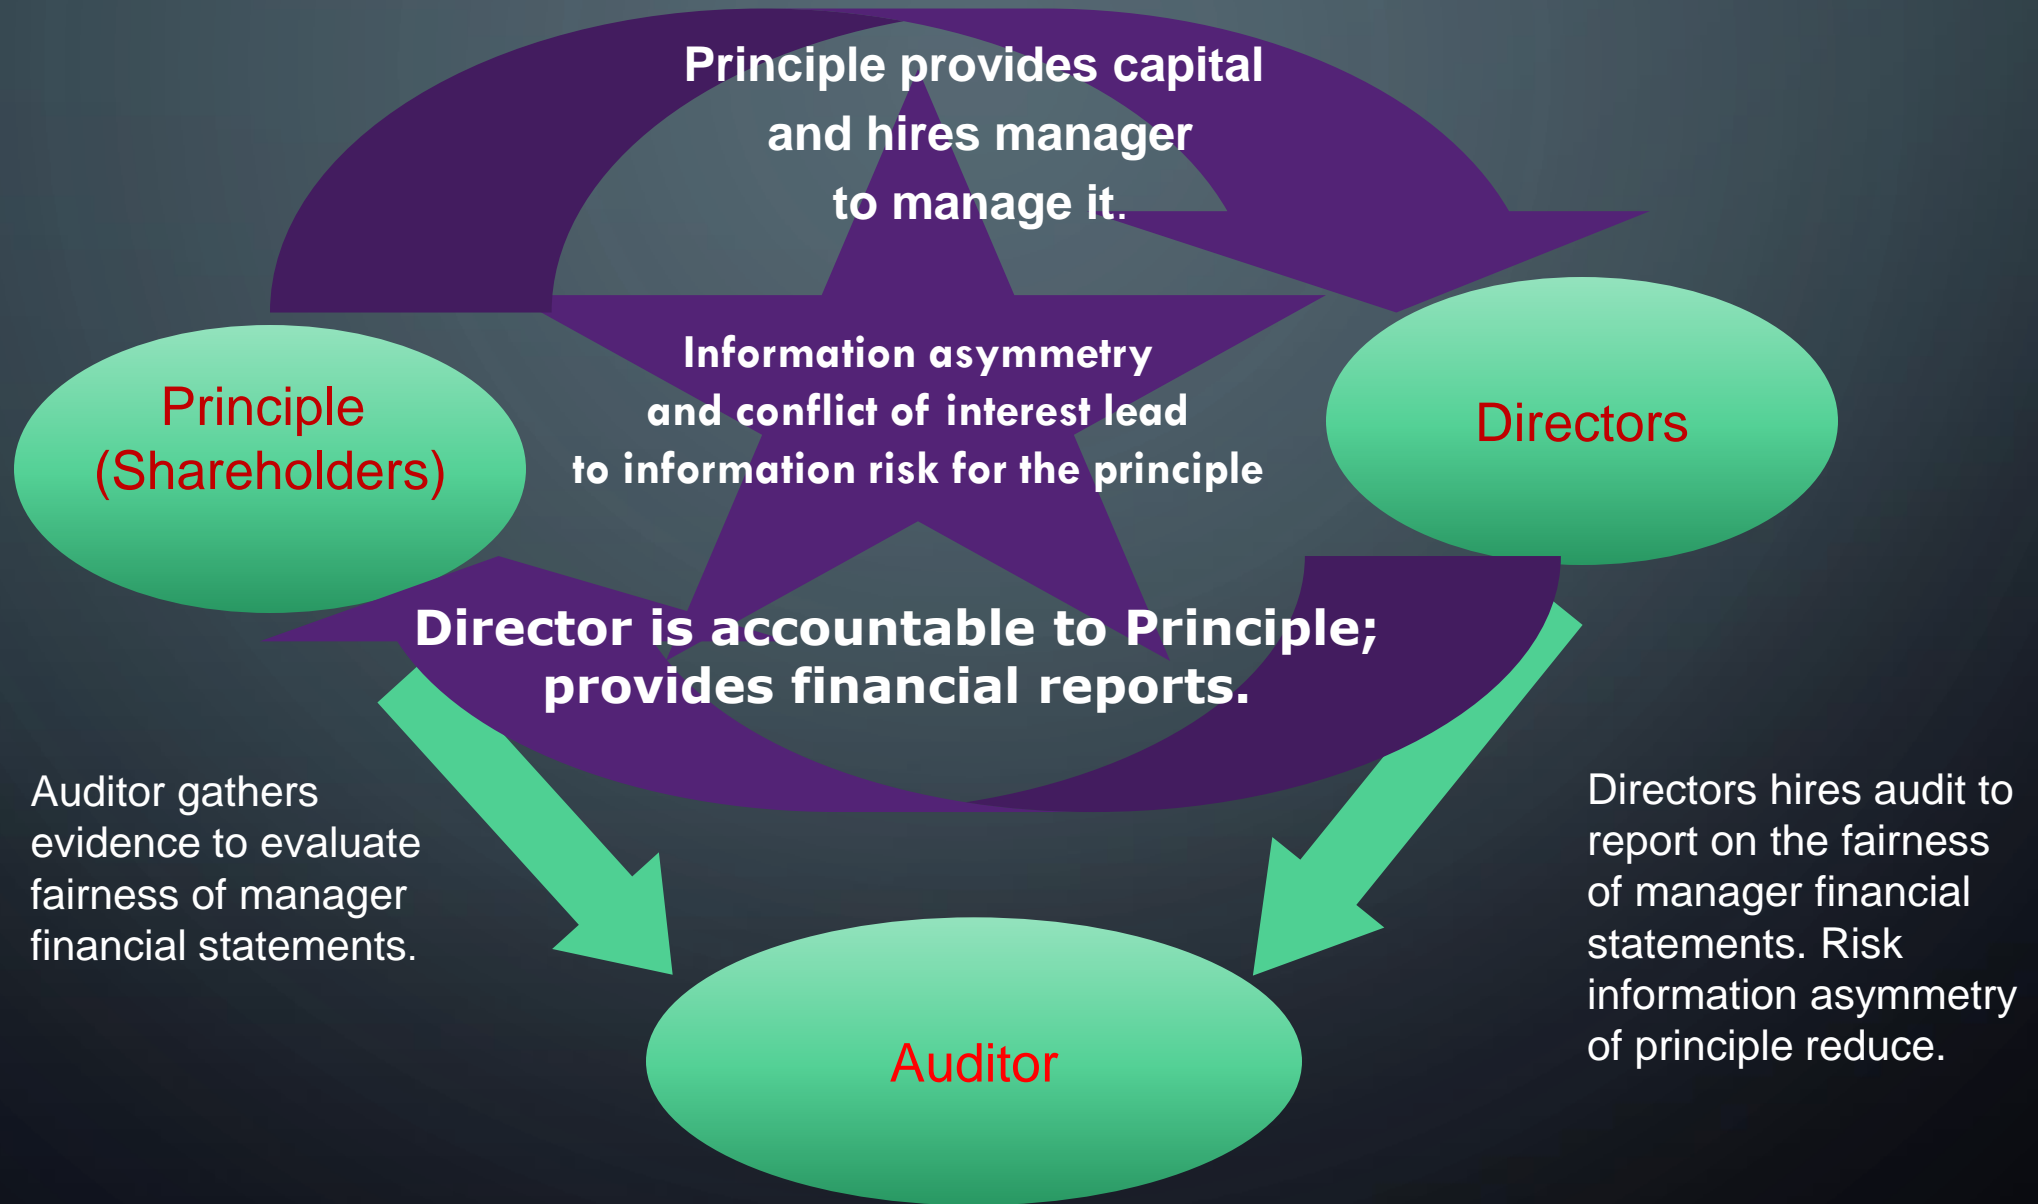 Principle provides capital
and hires manager
to manage it.
Information asymmetry
and conflict of interest lead
to information risk for the principle
Principle
(Shareholders)
Directors
Director is accountable to Principle;
provides financial reports.
Auditor gathers
evidence to evaluate
fairness of manager
financial statements.
Directors hires audit to
report on the fairness
of manager financial
statements. Risk
information asymmetry
of principle reduce.
Auditor